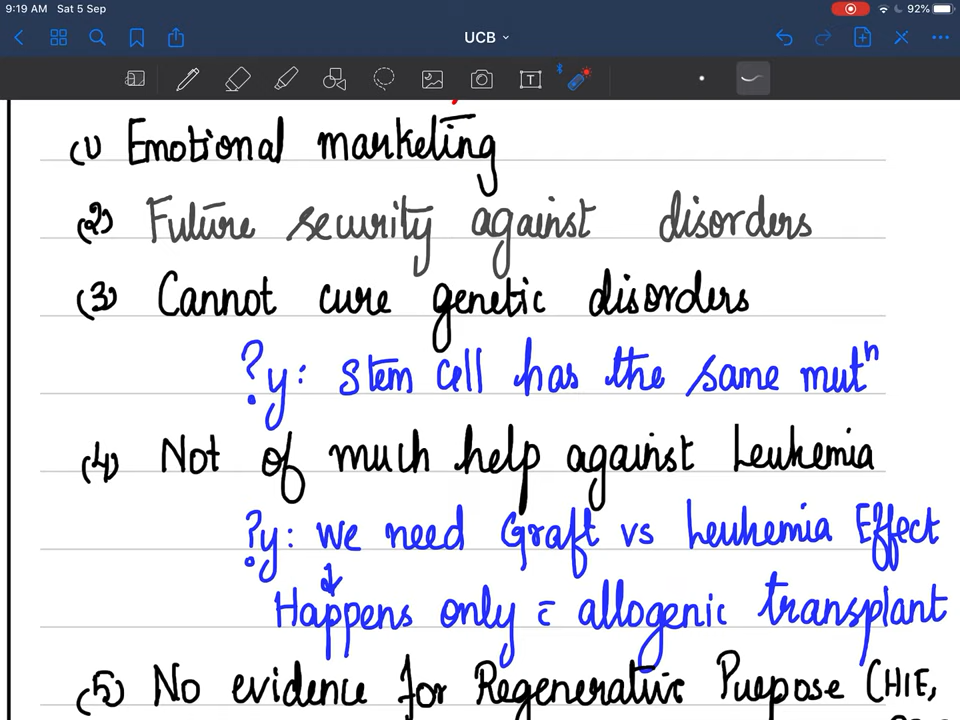 9:19 AM Sat 5 Sep 92%
UCB
T
(1) Emotional marketing
(2) Future security against disorders
(3) Cannot cure genetic disorders
?y: Stem cell has the same mutⁿ
(4) Not of much help against Leukemia
?y: We need Graft vs Leukemia Effect
↓
Happens only c̄ allogenic transplant
(5) No evidence for Regenerative Purpose (HIE,